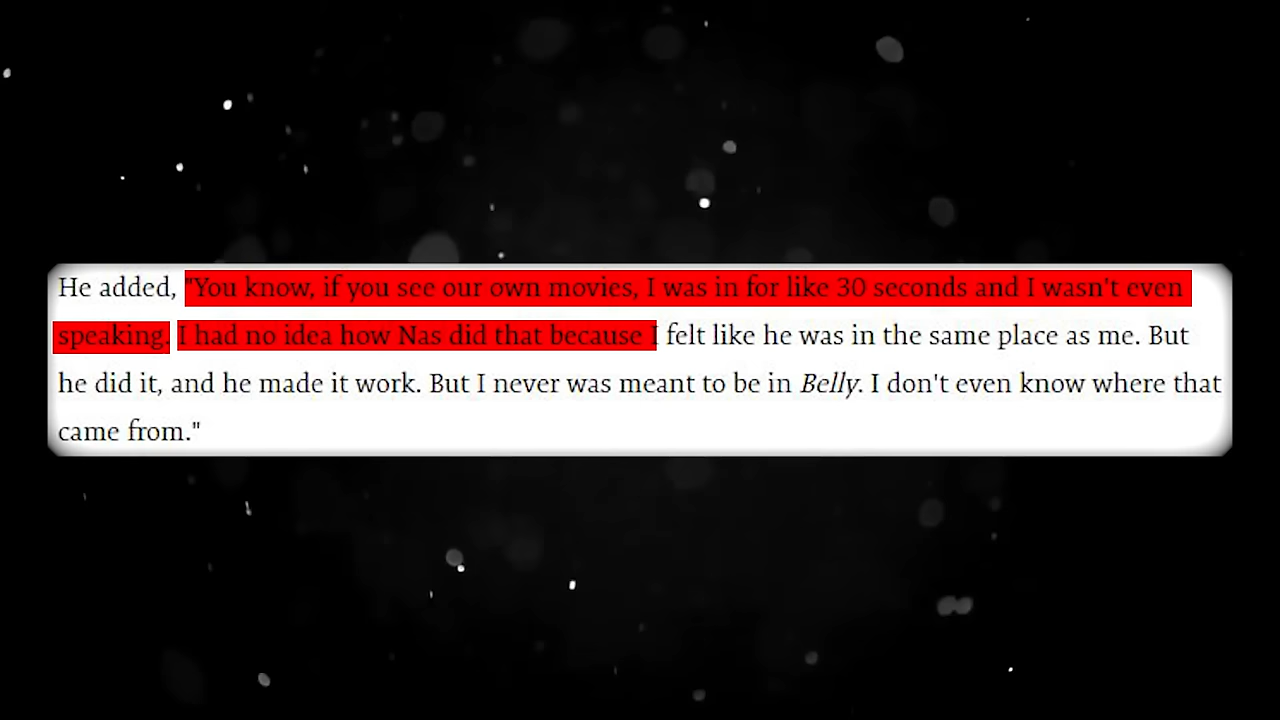 He added, "You know, if you see our own movies, I was in for like 30 seconds and I wasn't even
speaking. I had no idea how Nas did that because I felt like he was in the same place as me. But
he did it, and he made it work. But I never was meant to be in Belly. I don't even know where that
came from."